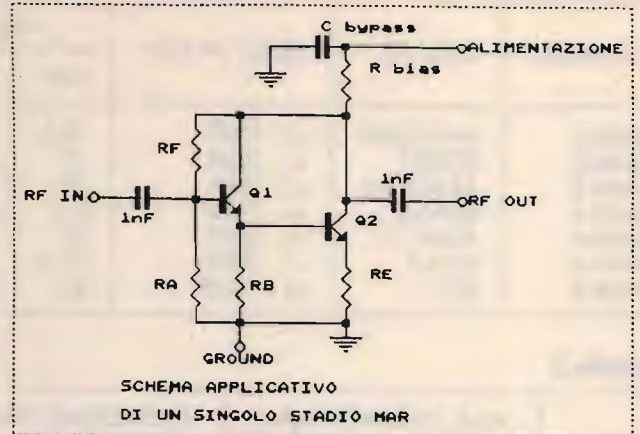 C bypass
ALIMENTAZIONE
R bias
RF
RF IN
1nF
Q1
1nF
RF OUT
Q2
RA
RB
RE
GROUND
SCHEMA APPLICATIVO
DI UN SINGOLO STADIO MAR